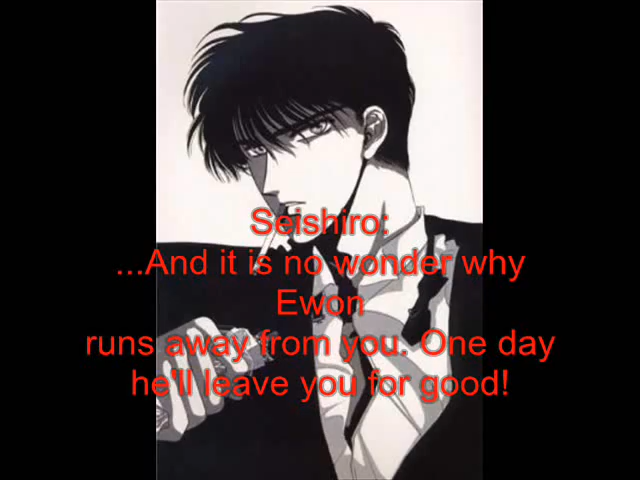 Seishiro:
...And it is no wonder why
Ewon
runs away from you. One day
he'll leave you for good!